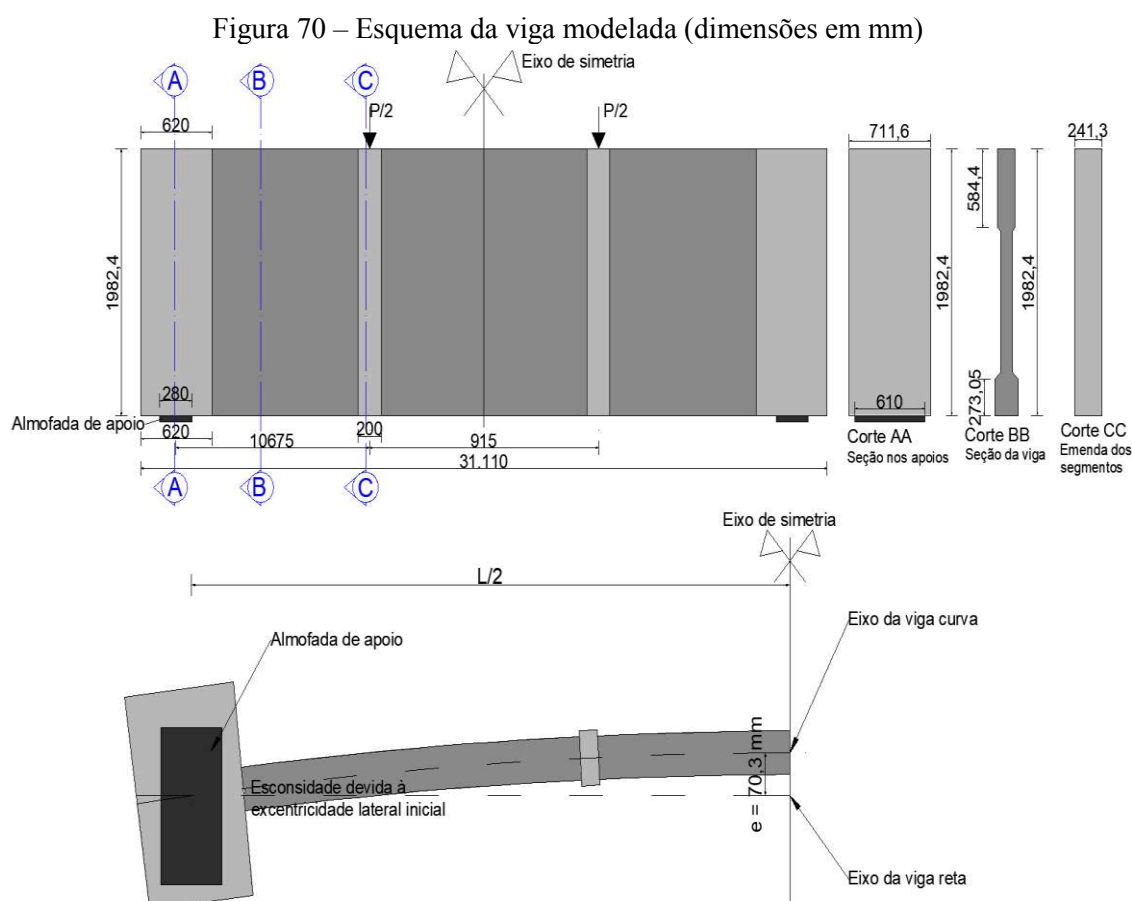 Figura 70 – Esquema da viga modelada (dimensões em mm)
Eixo de simetria
A
B
C
P/2
P/2
620
711,6
241,3
1982,4
584,4
1982,4
1982,4
273,05
280
610
Almofada de apoio
620
10675
200
915
31.110
Corte AA
Seção nos apoios
Corte BB
Seção da viga
Corte CC
Emenda dos
segmentos
A
B
C
Eixo de simetria
L/2
Almofada de apoio
Eixo da viga curva
e = 70,3 mm
Esconsidade devida à
excentricidade lateral inicial
Eixo da viga reta